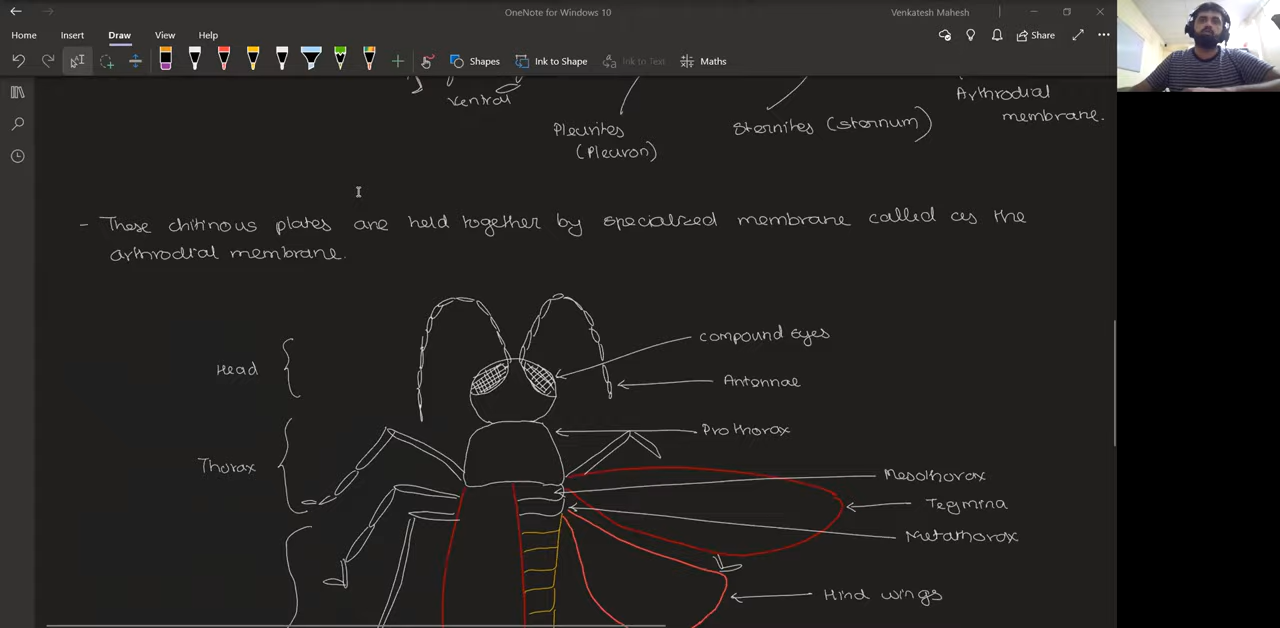 OneNote for Windows 10
Venkatesh Mahesh
Home Insert Draw View Help
Share
Shapes
Ink to Shape
Ink to Text
Maths
Ventral
Arthrodial
membrane.
Pleurites
(Pleuron)
Sternites (sternum)
- These chitinous plates are held together by specialized membrane called as the
arthrodial membrane.
Compound Eyes
Head
Antennae
Prothorax
Thorax
Mesothorax
Tegmina
Metathorax
Hind wings